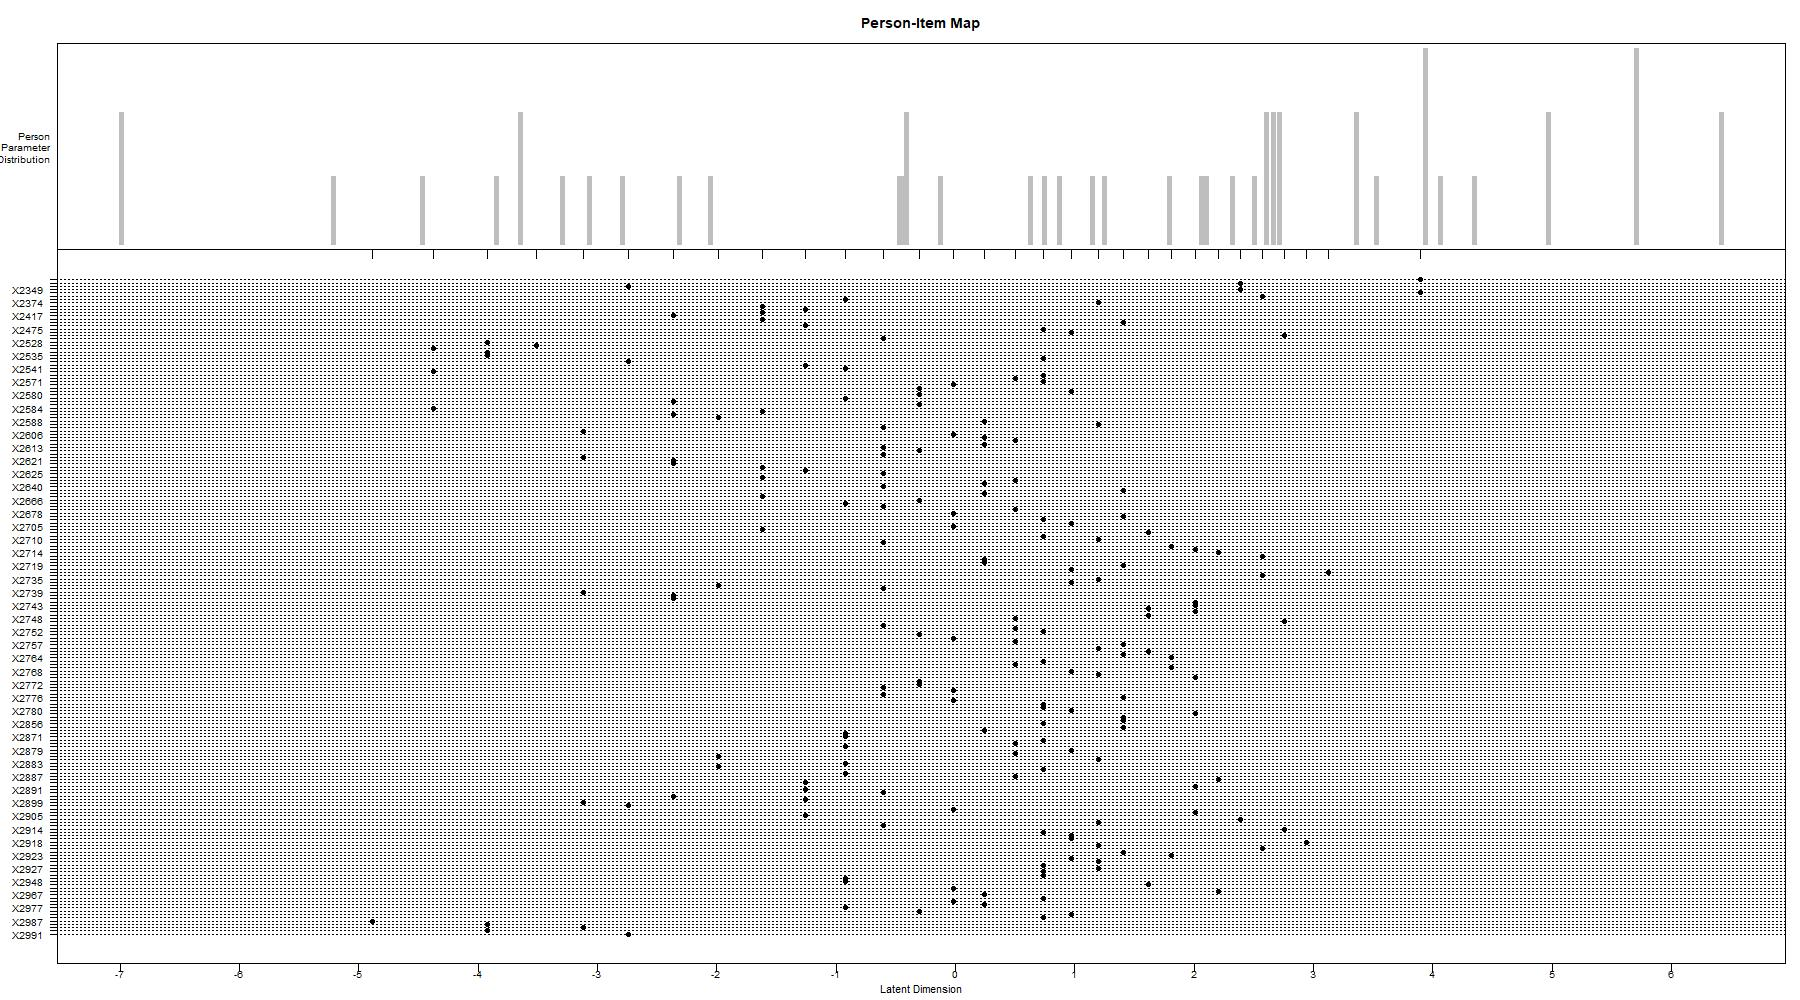 Person-Item Map
Person
Parameter
Distribution
X2349
X2374
X2417
X2475
X2528
X2535
X2541
X2571
X2580
X2584
X2588
X2606
X2613
X2621
X2625
X2640
X2666
X2678
X2705
X2710
X2714
X2719
X2735
X2739
X2743
X2748
X2752
X2757
X2764
X2768
X2772
X2776
X2780
X2856
X2871
X2879
X2883
X2887
X2891
X2899
X2905
X2914
X2918
X2923
X2927
X2948
X2967
X2977
X2987
X2991
-7 -6 -5 -4 -3 -2 -1 0 1 2 3 4 5 6
Latent Dimension